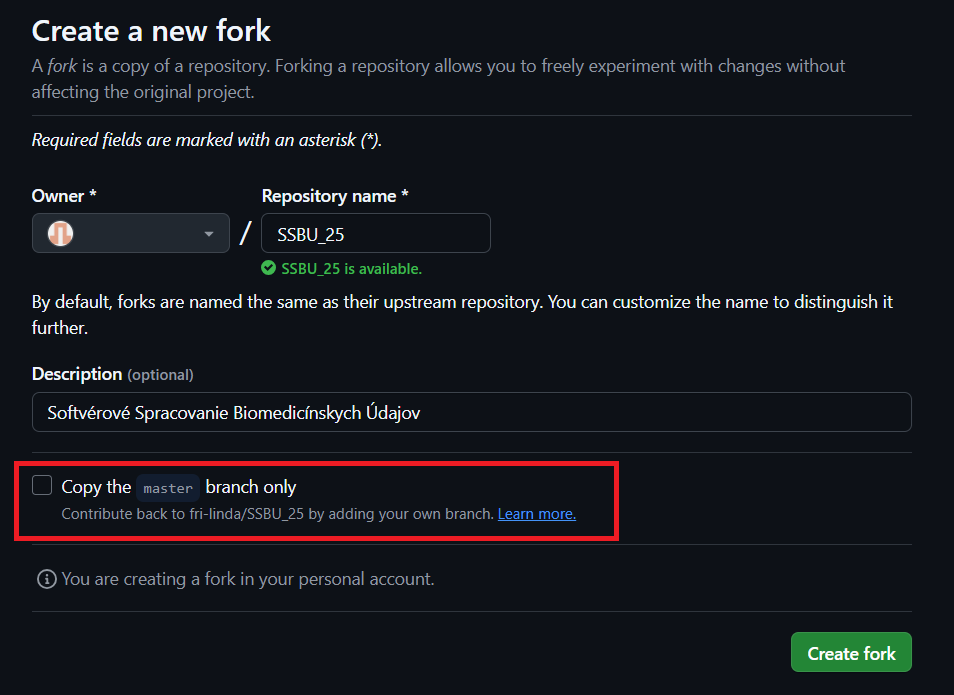 Create a new fork
A fork is a copy of a repository. Forking a repository allows you to freely experiment with changes without
affecting the original project.
Required fields are marked with an asterisk (*).
Owner * Repository name *
/ SSBU_25
SSBU_25 is available.
By default, forks are named the same as their upstream repository. You can customize the name to distinguish it
further.
Description (optional)
Softvérové Spracovanie Biomedicínskych Údajov
Copy the master branch only
Contribute back to fri-linda/SSBU_25 by adding your own branch. Learn more.
You are creating a fork in your personal account.
Create fork